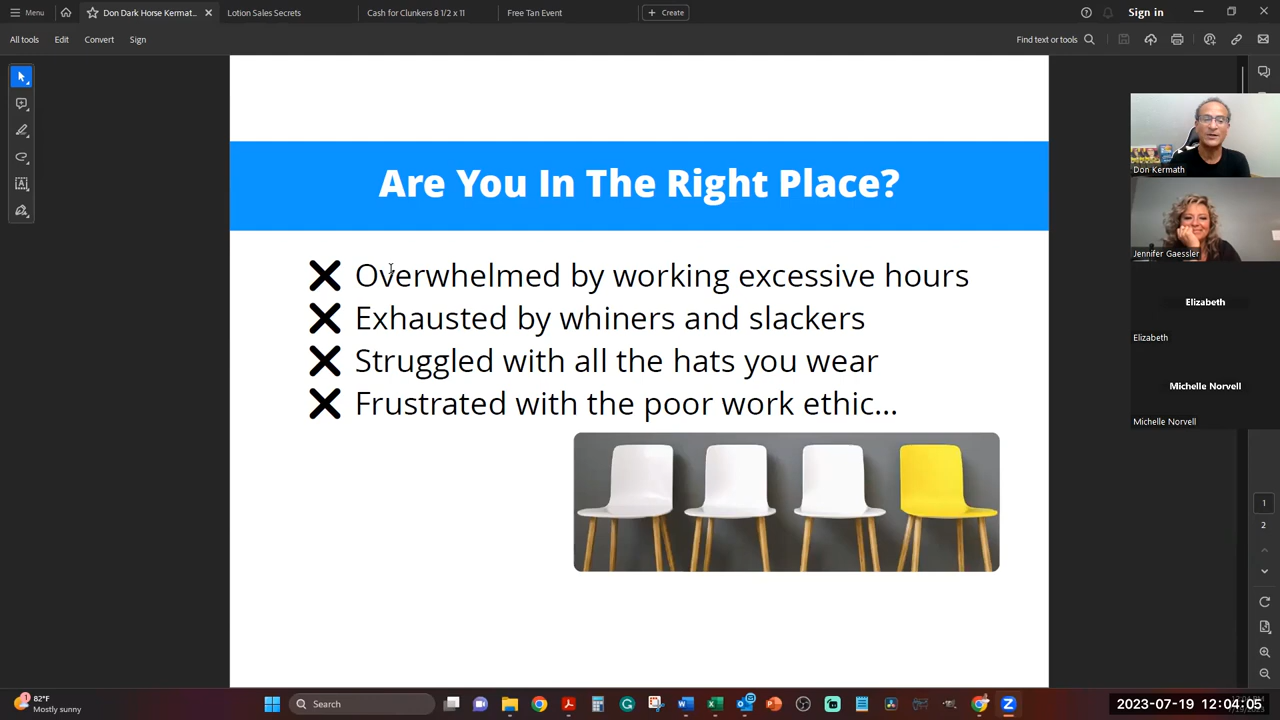 Menu
Don Dark Horse Kermat...
Lotion Sales Secrets
Cash for Clunkers 8 1/2 x 11
Free Tan Event
+ Create
Sign in
All tools
Edit
Convert
Sign
Find text or tools
Are You In The Right Place?
Overwhelmed by working excessive hours
Exhausted by whiners and slackers
Struggled with all the hats you wear
Frustrated with the poor work ethic...
Don Kermath
Jennifer Gaessler
Elizabeth
Elizabeth
Michelle Norvell
Michelle Norvell
1
2
1
82°F
Mostly sunny
Search
2023-07-19 12:04:05